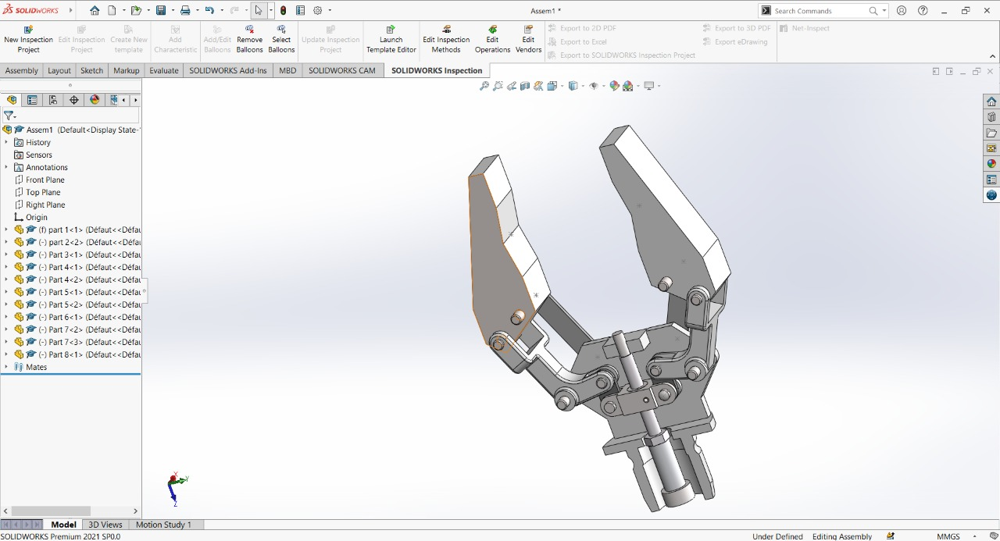 SOLIDWORKS
Assem1 *
Search Commands
New Inspection Project.
Edit Inspection Project
Create New template
Add Characteristic
Add/Edit Balloons
Remove Balloons
Select Balloons
Update Inspection Project
Launch Template Editor
Edit Inspection Methods
Edit Operations
Edit Vendors
Export to 2D PDF
Export to Excel
Export to SOLIDWORKS Inspection Project
Export to 3D PDF
Export eDrawing
Net-Inspect
Assembly Layout Sketch Markup Evaluate SOLIDWORKS Add-Ins MBD SOLIDWORKS CAM SOLIDWORKS Inspection
Assem1 (Default<Display State-
History
Sensors
Annotations
Front Plane
Top Plane
Right Plane
Origin
(f) part 1<1> (Défaut<<Défau
(-) part 2<2> (Défaut<<Défau
(-) Part 3<1> (Défaut<<Défau
(-) Part 4<1> (Défaut<<Défau
(-) Part 4<2> (Défaut<<Défau
(-) Part 5<1> (Défaut<<Défau
(-) Part 5<2> (Défaut<<Défau
(-) Part 6<1> (Défaut<<Défau
(-) Part 7<2> (Défaut<<Défau
(-) Part 7<3> (Défaut<<Défau
(-) Part 8<1> (Défaut<<Défau
Mates
X
Y
Z
Model 3D Views Motion Study 1
SOLIDWORKS Premium 2021 SP0.0
Under Defined Editing Assembly MMGS